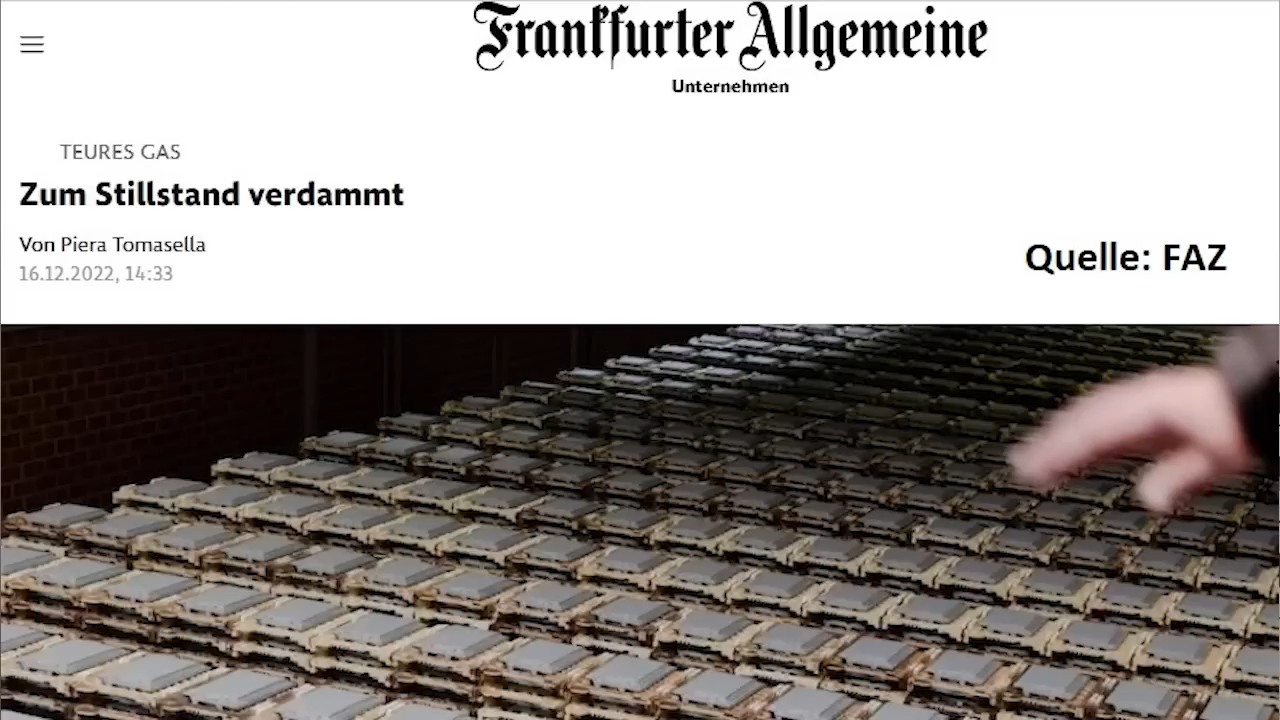 Frankfurter Allgemeine
Unternehmen
TEURES GAS
Zum Stillstand verdammt
Von Piera Tomasella
16.12.2022, 14:33
Quelle: FAZ